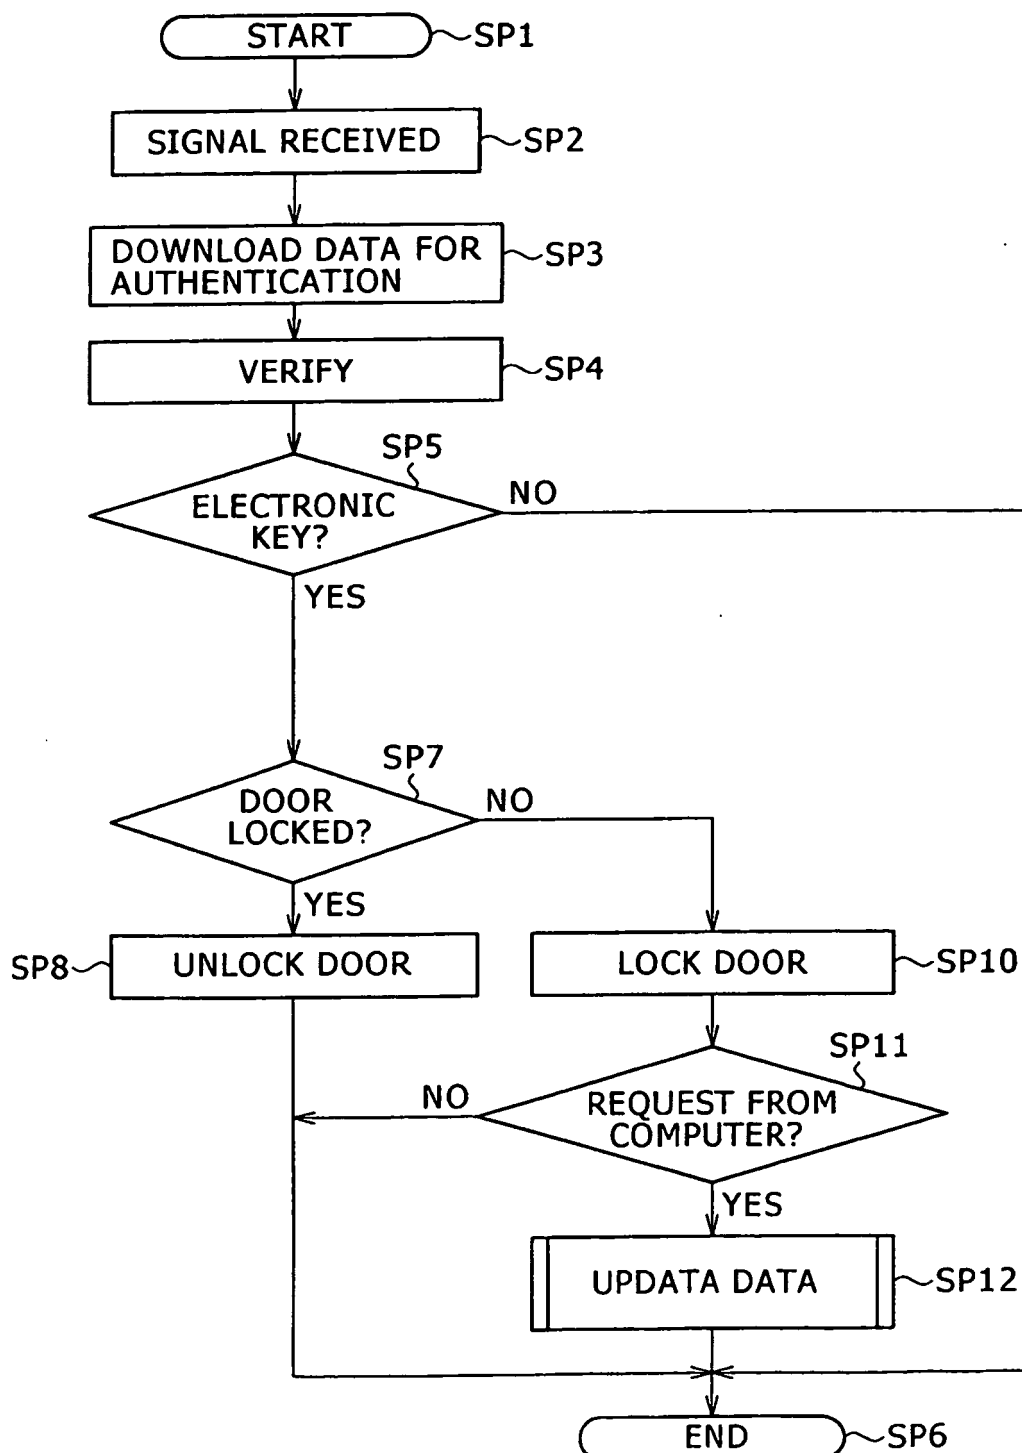 START
SP1
SIGNAL RECEIVED
SP2
DOWNLOAD DATA FOR
AUTHENTICATION
SP3
VERIFY
SP4
SP5
ELECTRONIC
KEY?
NO
YES
SP7
DOOR
LOCKED?
NO
YES
SP8
UNLOCK DOOR
LOCK DOOR
SP10
SP11
REQUEST FROM
COMPUTER?
NO
YES
UPDATA DATA
SP12
END
SP6